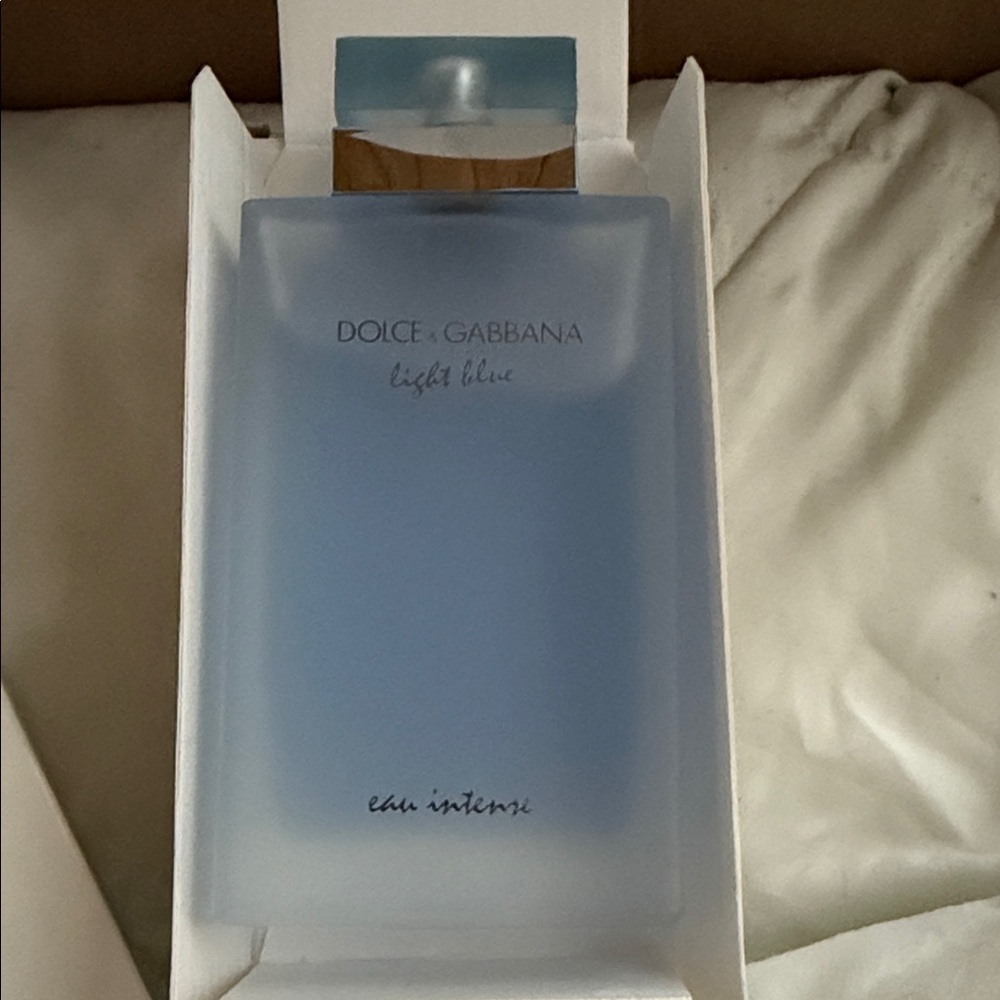 DOLCE & GABBANA
light blue
eau intense